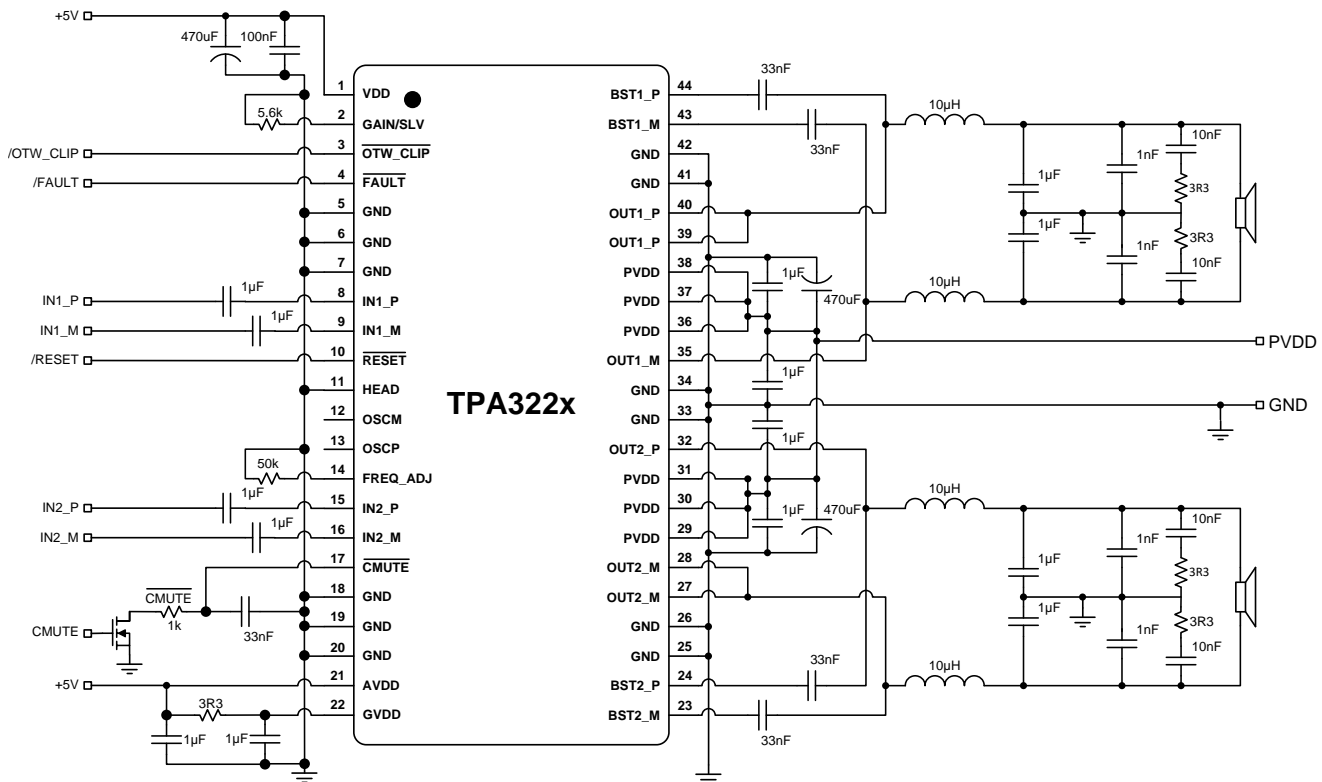 +5V
470uF
100nF
1
VDD
2
GAIN/SLV
5.6k
/OTW_CLIP
3
OTW_CLIP
/FAULT
4
FAULT
5
GND
6
GND
7
GND
IN1_P
1µF
8
IN1_P
IN1_M
1µF
9
IN1_M
/RESET
10
RESET
11
HEAD
12
OSCM
13
OSCP
50k
14
FREQ_ADJ
IN2_P
1µF
15
IN2_P
IN2_M
1µF
16
IN2_M
17
CMUTE
CMUTE
1k
33nF
CMUTE
18
GND
19
GND
20
GND
+5V
21
AVDD
3R3
22
GVDD
1µF
1µF
TPA322x
BST1_P
44
33nF
BST1_M
43
33nF
GND
42
GND
41
OUT1_P
40
OUT1_P
39
PVDD
38
PVDD
37
PVDD
36
OUT1_M
35
GND
34
GND
33
OUT2_P
32
PVDD
31
PVDD
30
PVDD
29
OUT2_M
28
OUT2_M
27
GND
26
GND
25
BST2_P
24
33nF
BST2_M
23
33nF
1µF
470uF
1µF
1µF
1µF
470uF
10µH
10nF
1nF
1µF
3R3
1µF
3R3
1nF
10nF
10µH
PVDD
GND
10µH
10nF
1nF
1µF
3R3
1µF
3R3
1nF
10nF
10µH